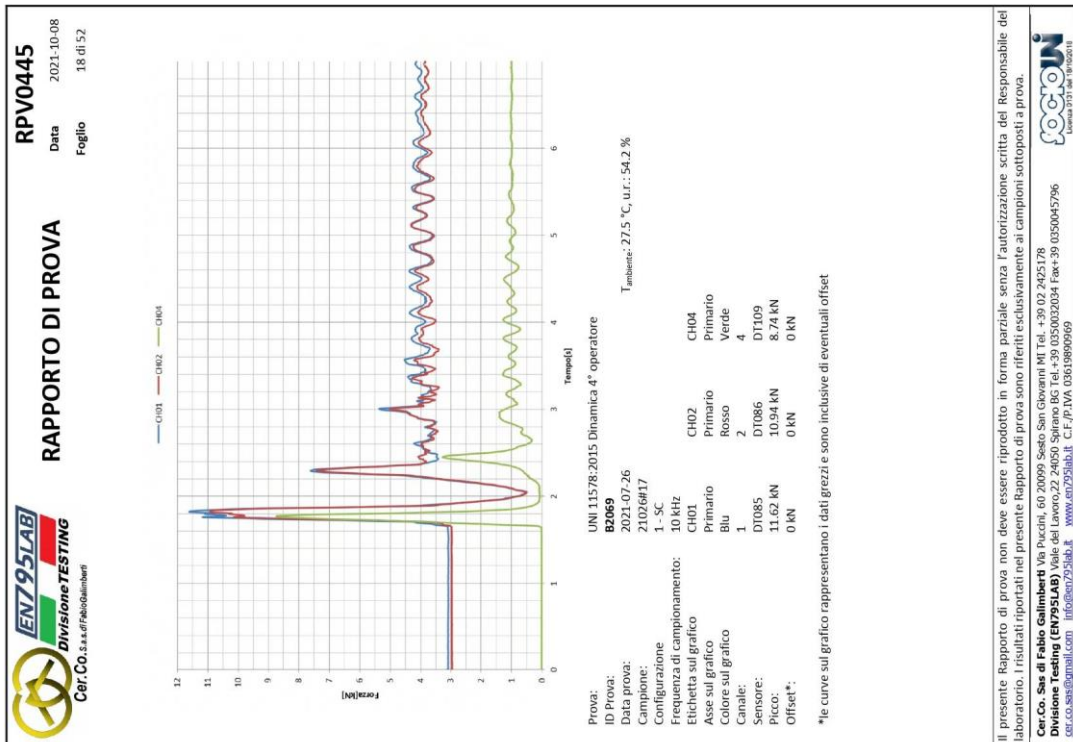 EN795LAB
DivisioneTESTING
Cer.Co. S.a.s. di Fabio Galimberti
RAPPORTO DI PROVA
RPV0445
Data 2021-10-08
Foglio 18 di 52
CH01 CH02 CH04
Forza[kN]
12
11
10
9
8
7
6
5
4
3
2
1
0
0 1 2 3 4 5 6
Tempo[s]
Prova: UNI 11578:2015 Dinamica 4° operatore
ID Prova: B2069
Data prova: 2021-07-26 Tambiente: 27.5 °C, u.r.: 54.2 %
Campione: 21026#17
Configurazione 1 - SC
Frequenza di campionamento: 10 kHz
Etichetta sul grafico CH01 CH02 CH04
Asse sul grafico Primario Primario Primario
Colore sul grafico Blu Rosso Verde
Canale: 1 2 4
Sensore: DT085 DT086 DT109
Picco: 11.62 kN 10.94 kN 8.74 kN
Offset*: 0 kN 0 kN 0 kN
*le curve sul grafico rappresentano i dati grezzi e sono inclusive di eventuali offset
Il presente Rapporto di prova non deve essere riprodotto in forma parziale senza l'autorizzazione scritta del Responsabile del
laboratorio. I risultati riportati nel presente Rapporto di prova sono riferiti esclusivamente ai campioni sottoposti a prova.
Cer.Co. Sas di Fabio Galimberti Via Puccini, 60 20099 Sesto San Giovanni MI Tel. +39 02 2425178
Divisione Testing (EN795LAB) Viale del Lavoro,22 24050 Spirano BG Tel.+39 0350032034 Fax+39 0350045796
cer.co.sas@gmail.com info@en795lab.it www.en795lab.it C.F./P.IVA 03619890969
socioUNI
Licenza 0131 del 18/10/2018